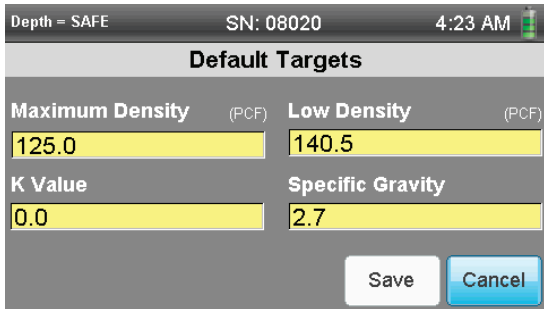 Depth = SAFE SN: 08020 4:23 AM
Default Targets
Maximum Density (PCF) Low Density (PCF)
125.0 140.5
K Value Specific Gravity
0.0 2.7
Save Cancel